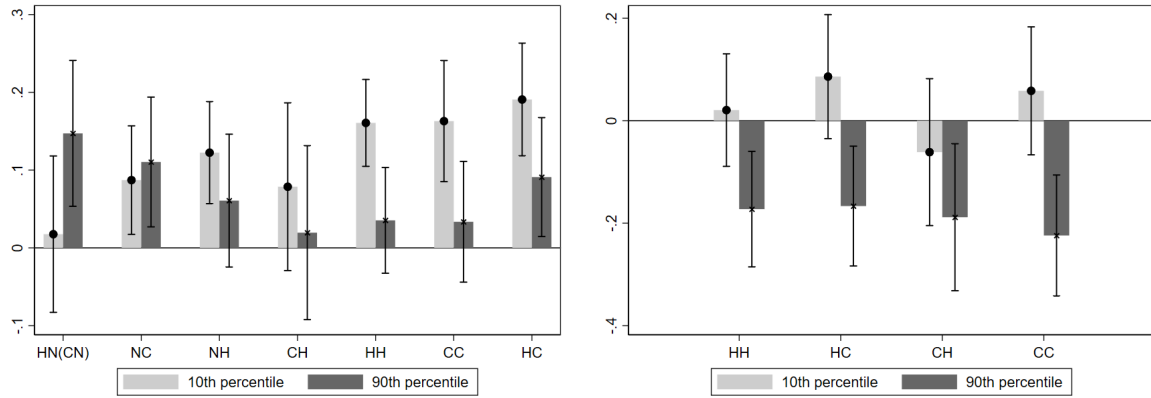 .3
.2
.1
0
-.1
HN(CN) NC NH CH HH CC HC
10th percentile 90th percentile
.2
0
-.2
-.4
HH HC CH CC
10th percentile 90th percentile